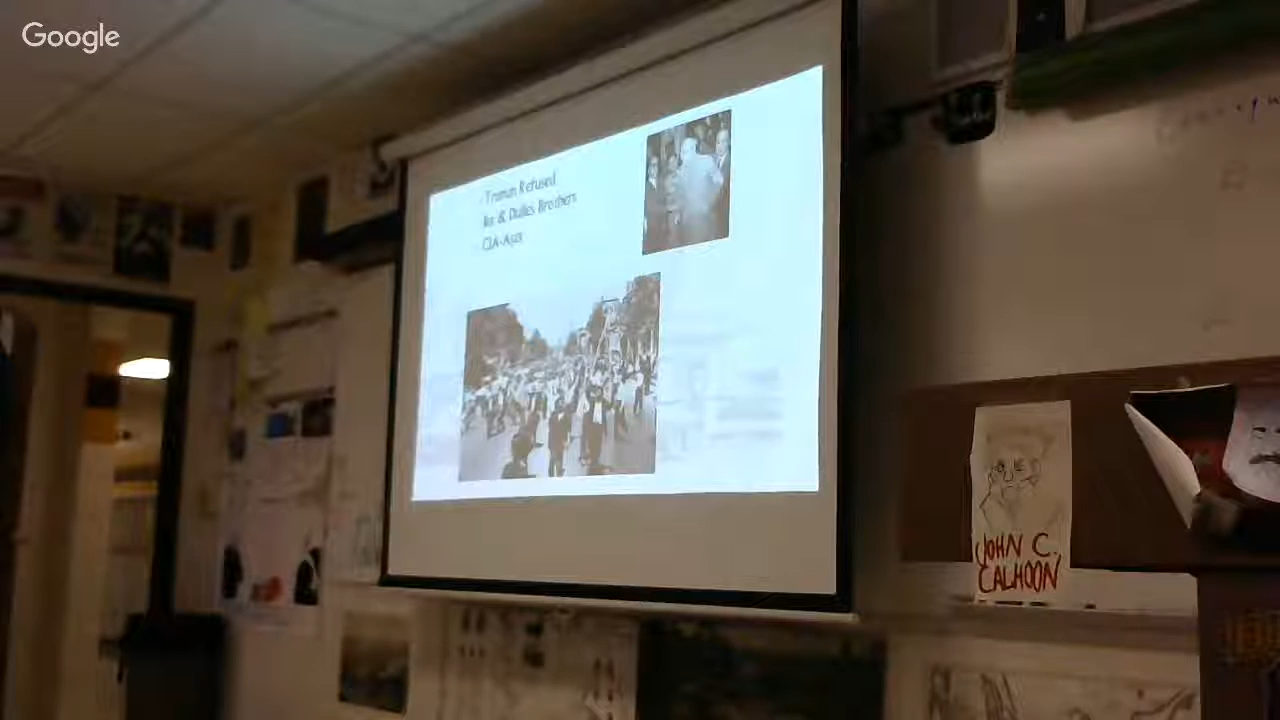 Google
- Truman Refused
Ike & Dulles Brothers
- CIA-Ajax
JOHN C.
CALHOON